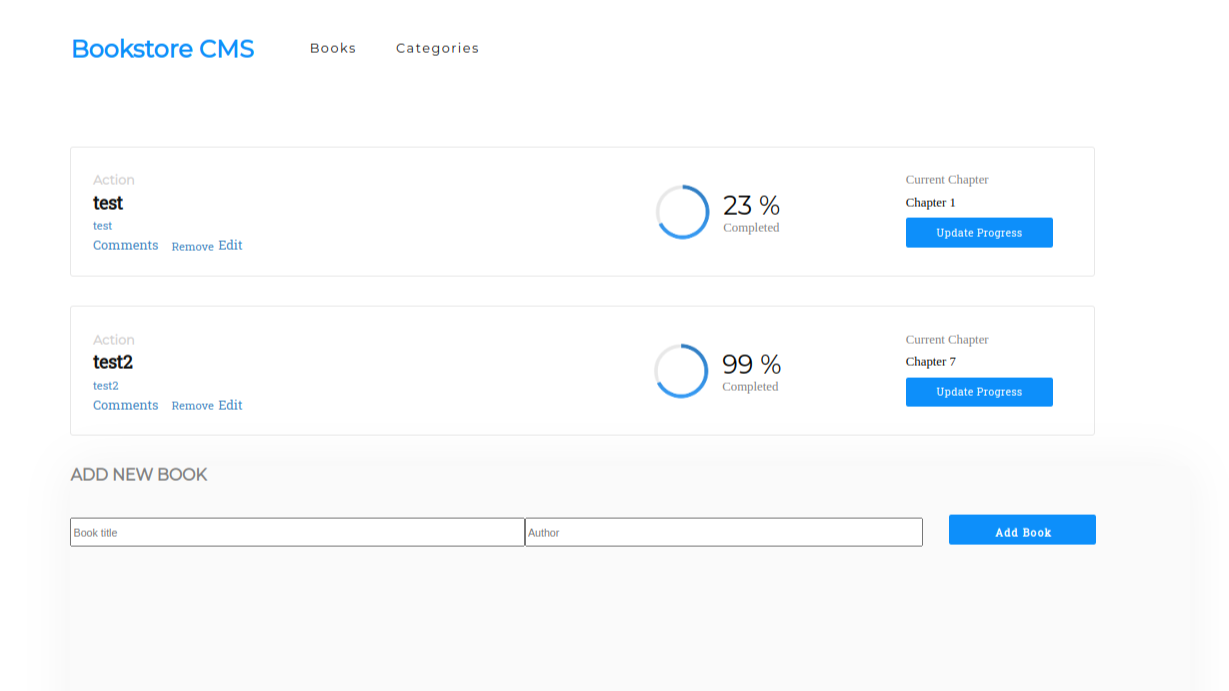 Bookstore CMS Books Categories
Action
test
test
Comments Remove Edit
23 %
Completed
Current Chapter
Chapter 1
Update Progress
Action
test2
test2
Comments Remove Edit
99 %
Completed
Current Chapter
Chapter 7
Update Progress
ADD NEW BOOK
Book title Author Add Book